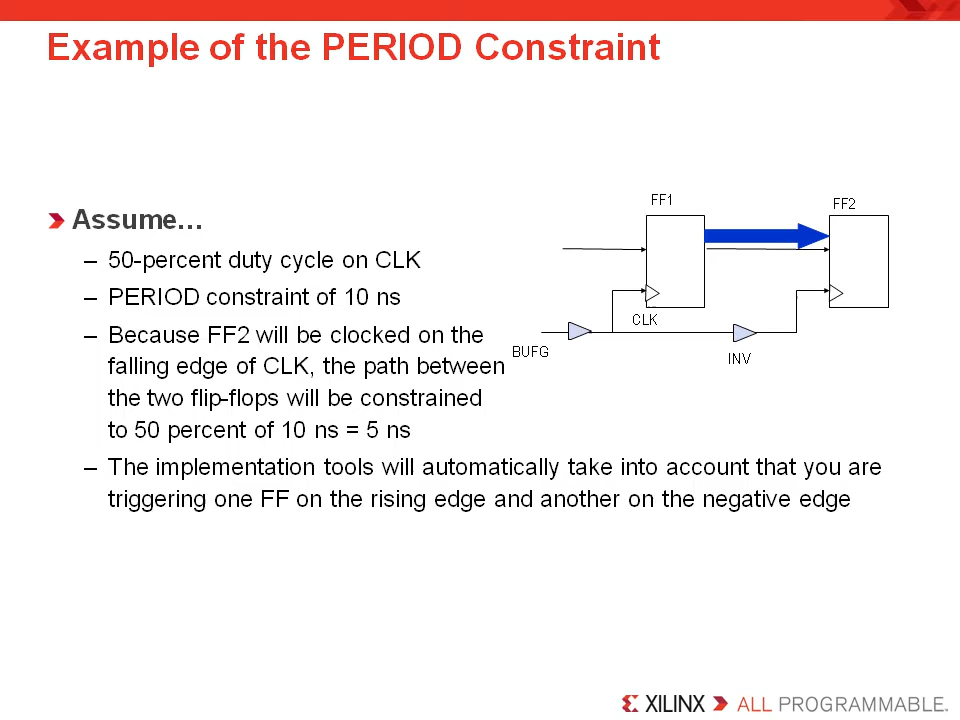 Example of the PERIOD Constraint
Assume…
– 50-percent duty cycle on CLK
– PERIOD constraint of 10 ns
– Because FF2 will be clocked on the
falling edge of CLK, the path between
the two flip-flops will be constrained
to 50 percent of 10 ns = 5 ns
– The implementation tools will automatically take into account that you are
triggering one FF on the rising edge and another on the negative edge
FF1
FF2
CLK
BUFG
INV
XILINX ALL PROGRAMMABLE.